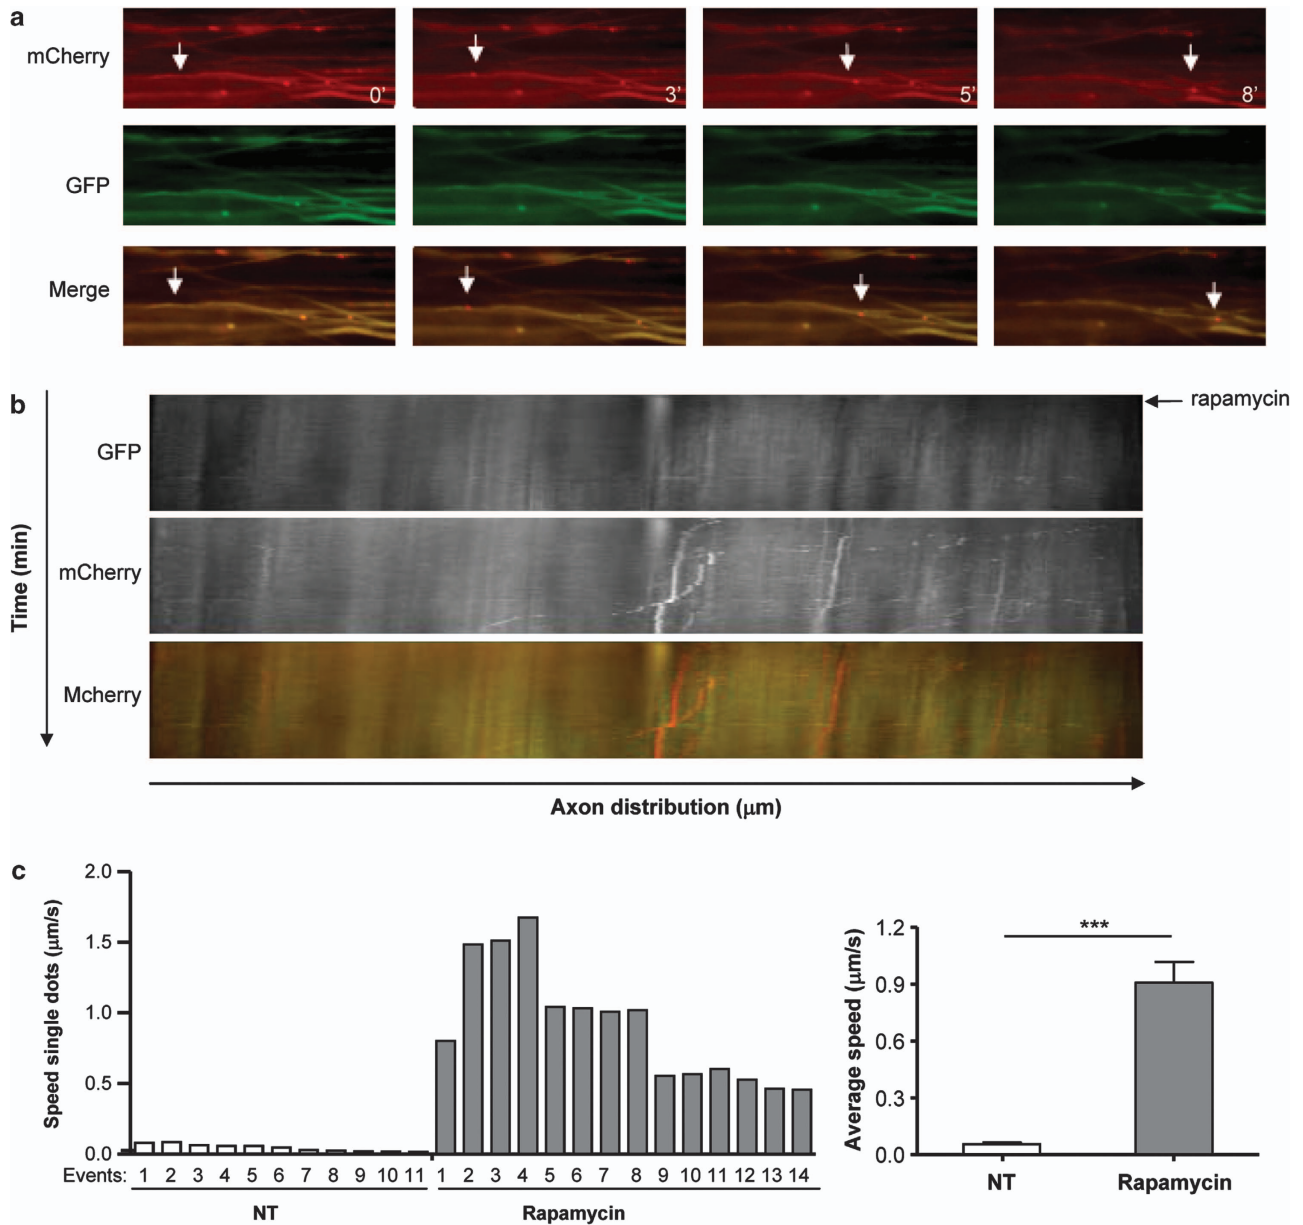 a
mCherry
0' 3' 5' 8'
GFP
Merge
b
rapamycin
GFP
mCherry
Mcherry
Time (min)
Axon distribution (μm)
c
Speed single dots (μm/s)
2.0
1.5
1.0
0.5
0.0
Events: 1 2 3 4 5 6 7 8 9 10 11 1 2 3 4 5 6 7 8 9 10 11 12 13 14
NT Rapamycin
Average speed (μm/s)
1.2
0.9
0.6
0.3
0.0
***
NT Rapamycin